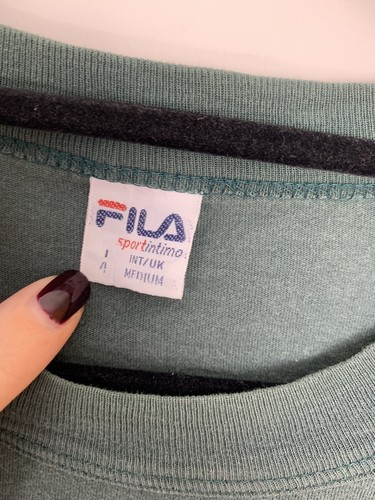 FILA
sportintimo
I INT/UK
4 MEDIUM